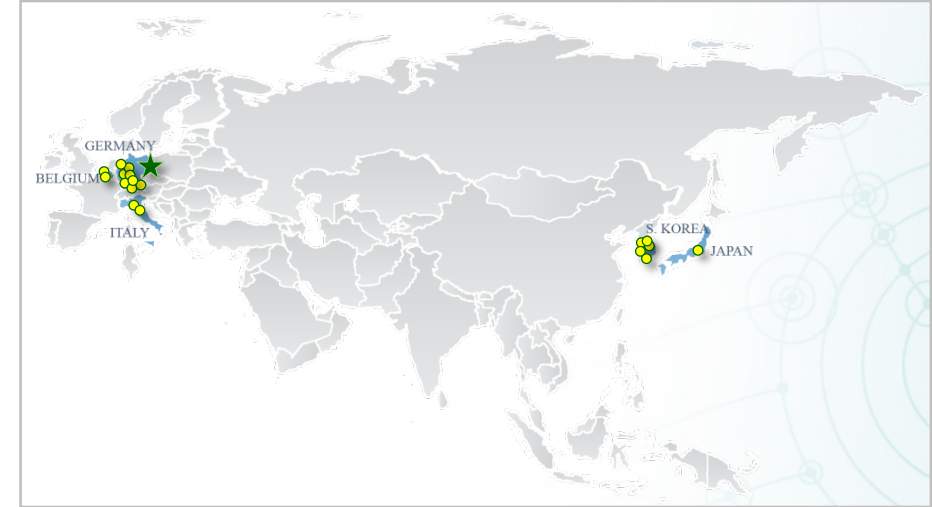 GERMANY
BELGIUM
ITALY
S. KOREA
JAPAN